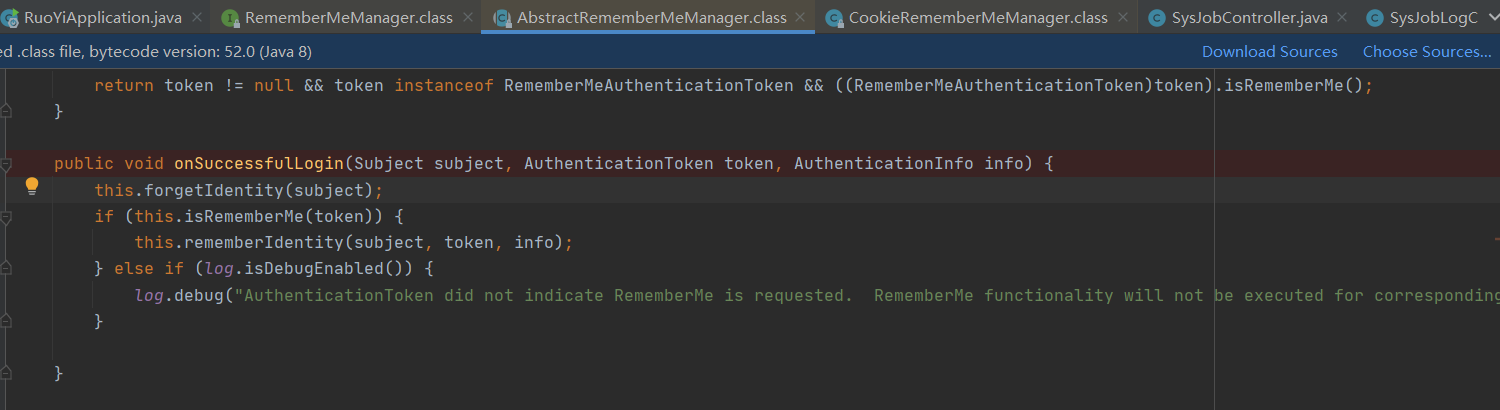 RuoYiApplication.java RememberMeManager.class AbstractRememberMeManager.class CookieRememberMeManager.class SysJobController.java SysJobLogC
ed .class file, bytecode version: 52.0 (Java 8) Download Sources Choose Sources...
return token != null && token instanceof RememberMeAuthenticationToken && ((RememberMeAuthenticationToken)token).isRememberMe();
}
public void onSuccessfulLogin(Subject subject, AuthenticationToken token, AuthenticationInfo info) {
this.forgetIdentity(subject);
if (this.isRememberMe(token)) {
this.rememberIdentity(subject, token, info);
} else if (log.isDebugEnabled()) {
log.debug("AuthenticationToken did not indicate RememberMe is requested.  RememberMe functionality will not be executed for corresponding
}
}